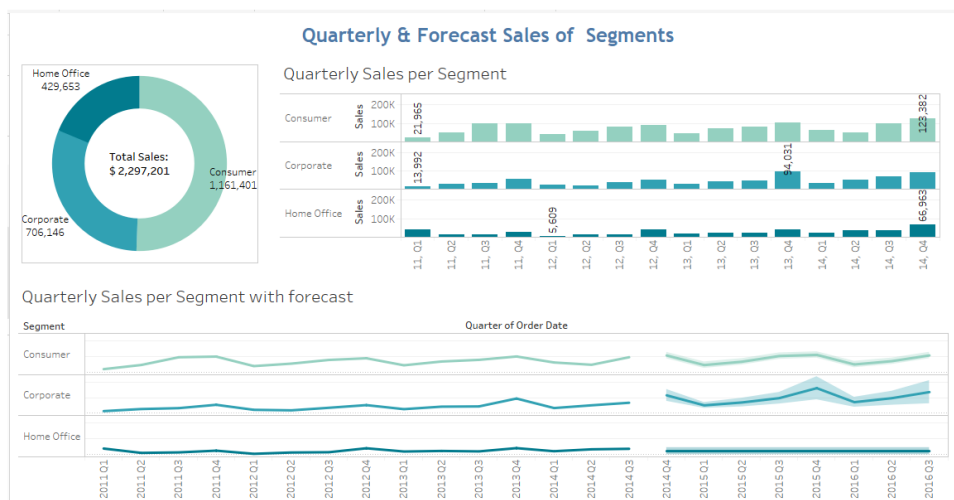 Quarterly & Forecast Sales of Segments
Home Office
429,653
Total Sales:
$ 2,297,201
Consumer
1,161,401
Corporate
706,146
Quarterly Sales per Segment
Consumer
Sales
200K
100K
21,965
123,382
Corporate
Sales
200K
100K
13,992
94,031
Home Office
Sales
200K
100K
5,609
66,963
11, Q1
11, Q2
11, Q3
11, Q4
12, Q1
12, Q2
12, Q3
12, Q4
13, Q1
13, Q2
13, Q3
13, Q4
14, Q1
14, Q2
14, Q3
14, Q4
Quarterly Sales per Segment with forecast
Segment
Quarter of Order Date
Consumer
Corporate
Home Office
2011 Q1
2011 Q2
2011 Q3
2011 Q4
2012 Q1
2012 Q2
2012 Q3
2012 Q4
2013 Q1
2013 Q2
2013 Q3
2013 Q4
2014 Q1
2014 Q2
2014 Q3
2014 Q4
2015 Q1
2015 Q2
2015 Q3
2015 Q4
2016 Q1
2016 Q2
2016 Q3